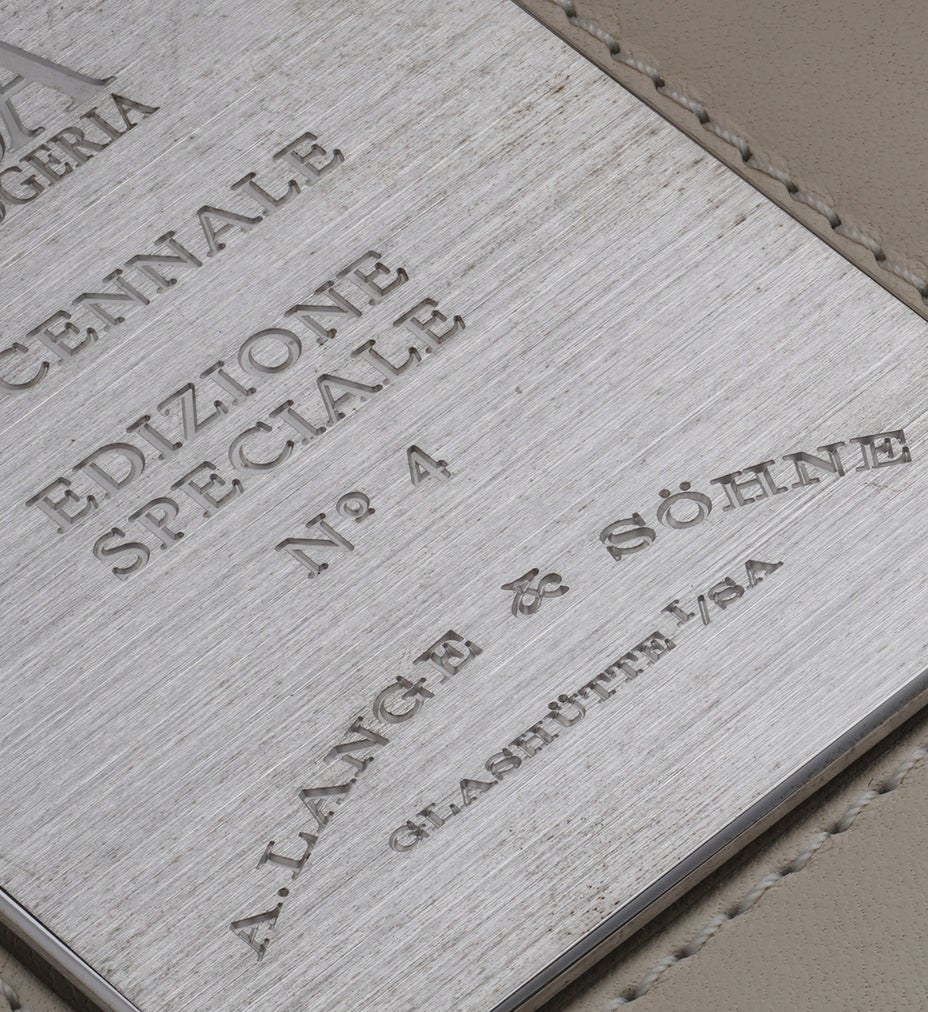 A
OGERIA
CENNALE
EDIZIONE
SPECIALE
Nº 4
A. LANGE & SÖHNE
GLASHÜTTE I/SA